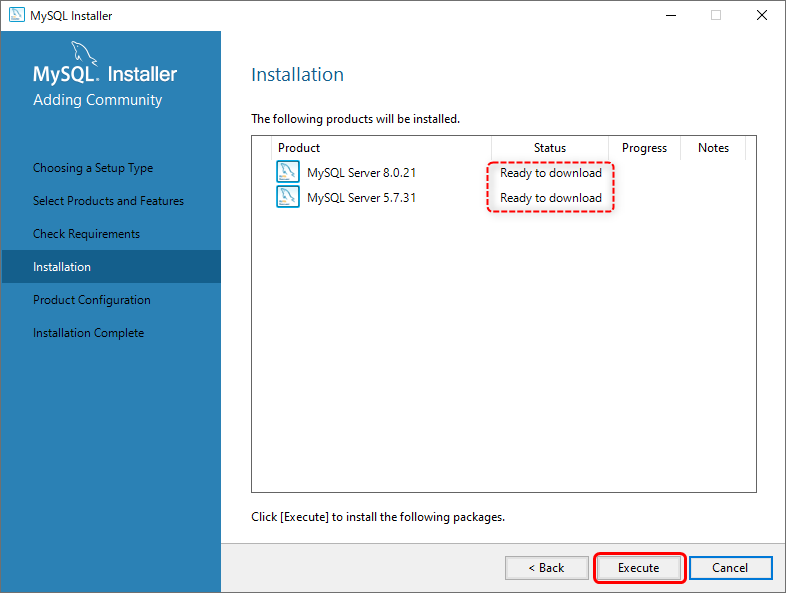 MySQL Installer
MySQL. Installer
Adding Community
Choosing a Setup Type
Select Products and Features
Check Requirements
Installation
Product Configuration
Installation Complete
Installation
The following products will be installed.
Product Status Progress Notes
MySQL Server 8.0.21 Ready to download
MySQL Server 5.7.31 Ready to download
Click [Execute] to install the following packages.
< Back Execute Cancel